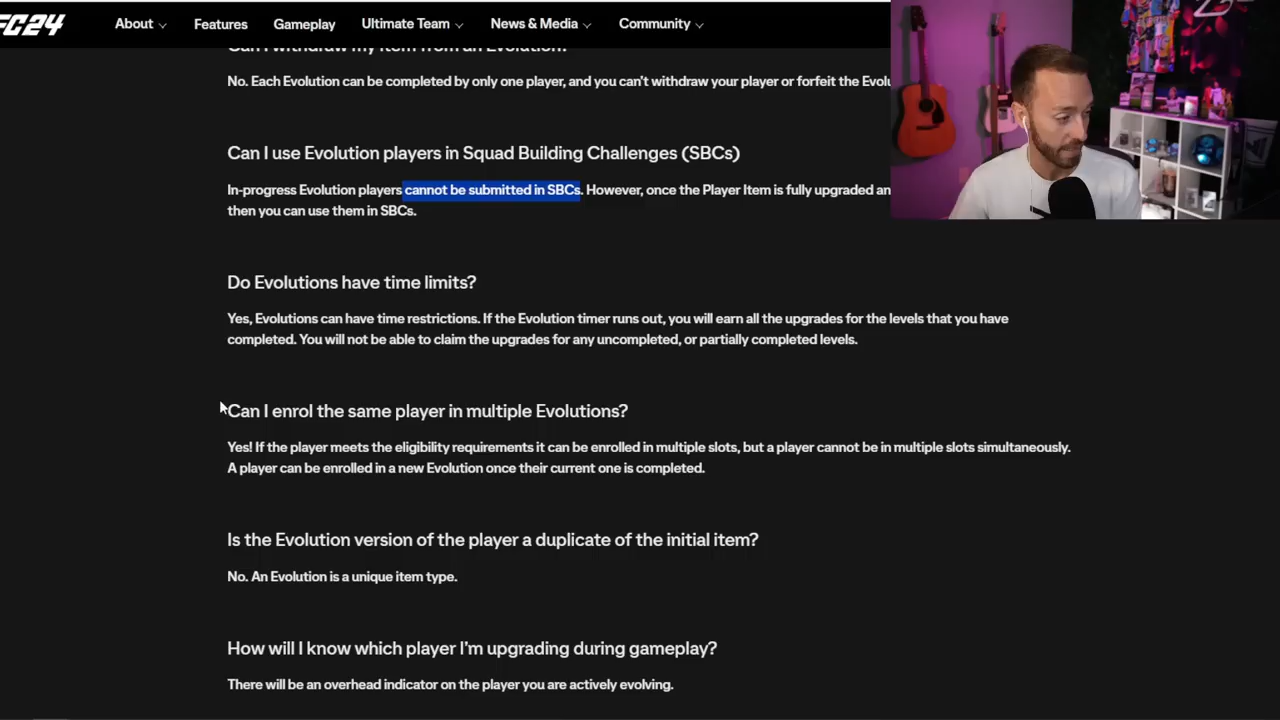 FC24
About
Features
Gameplay
Ultimate Team
News & Media
Community
Can I withdraw my item from an Evolution?
No. Each Evolution can be completed by only one player, and you can't withdraw your player or forfeit the Evolu
Can I use Evolution players in Squad Building Challenges (SBCs)
In-progress Evolution players cannot be submitted in SBCs. However, once the Player Item is fully upgraded an
then you can use them in SBCs.
Do Evolutions have time limits?
Yes, Evolutions can have time restrictions. If the Evolution timer runs out, you will earn all the upgrades for the levels that you have
completed. You will not be able to claim the upgrades for any uncompleted, or partially completed levels.
Can I enrol the same player in multiple Evolutions?
Yes! If the player meets the eligibility requirements it can be enrolled in multiple slots, but a player cannot be in multiple slots simultaneously.
A player can be enrolled in a new Evolution once their current one is completed.
Is the Evolution version of the player a duplicate of the initial item?
No. An Evolution is a unique item type.
How will I know which player I'm upgrading during gameplay?
There will be an overhead indicator on the player you are actively evolving.